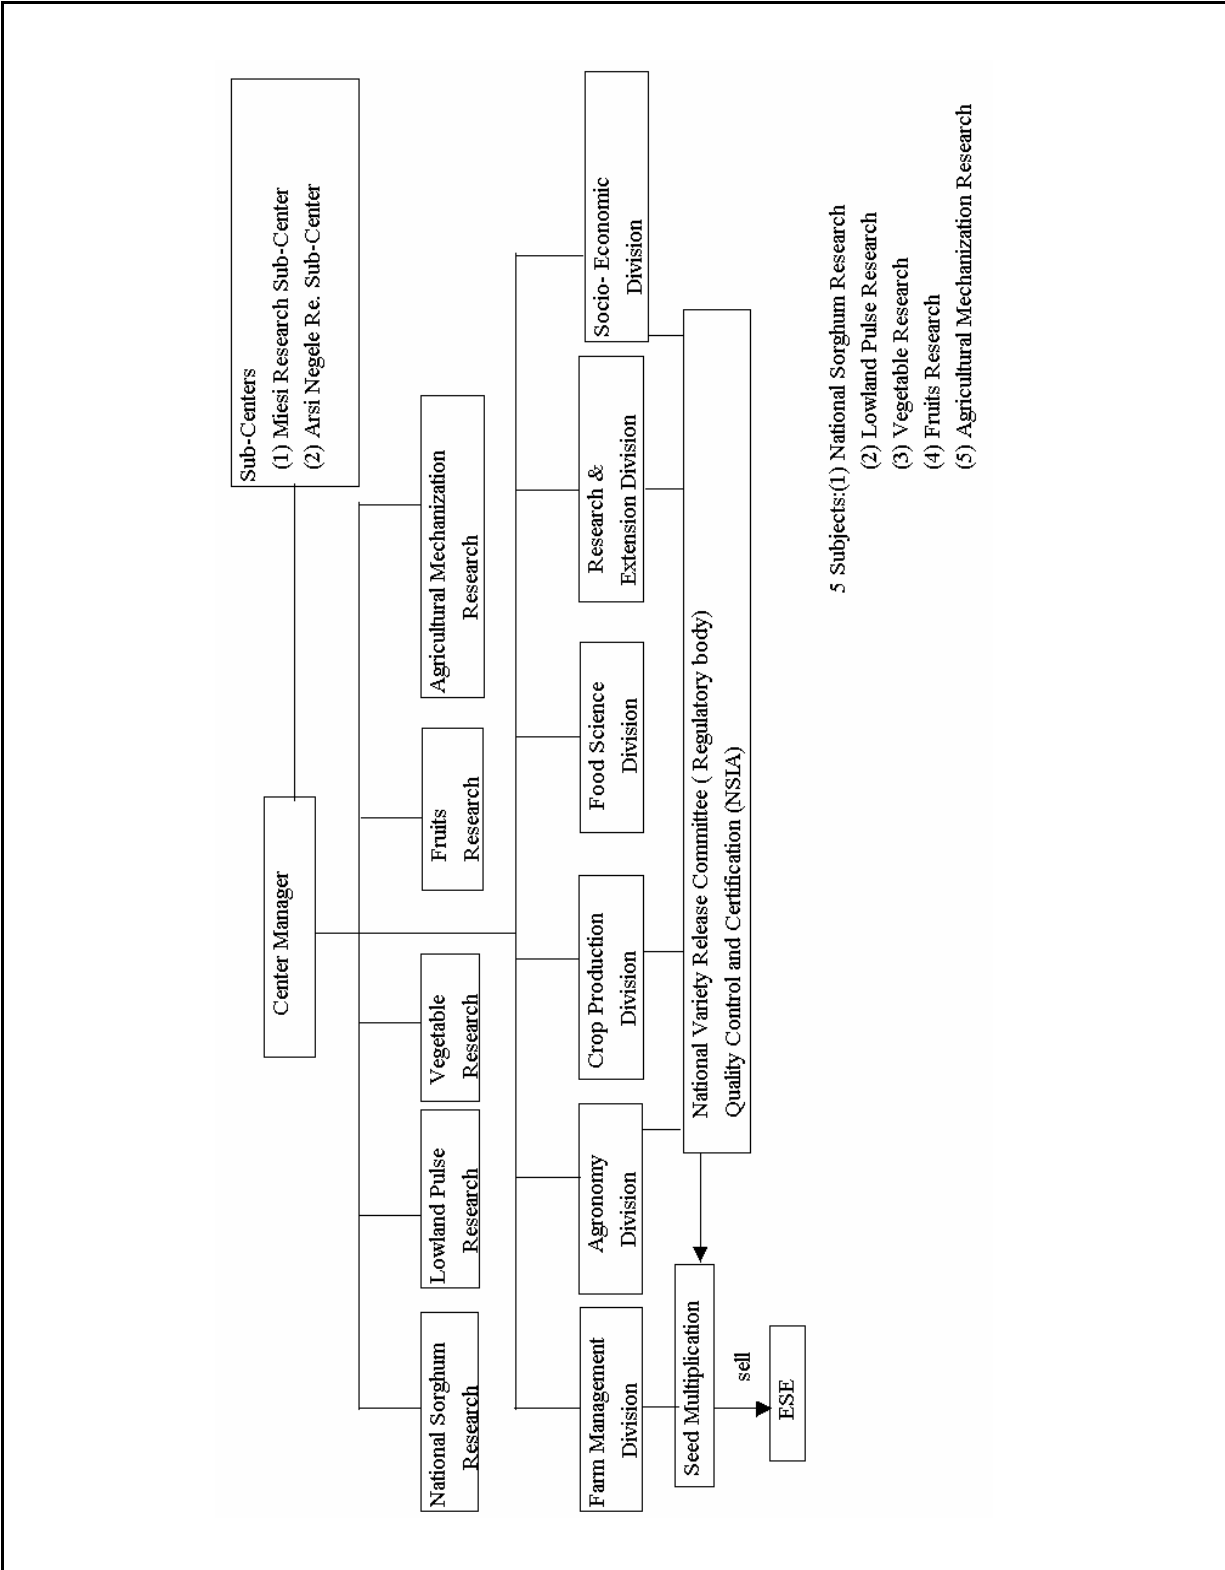 Sub-Centers
(1) Miesi Research Sub-Center
(2) Arsi Negele Re. Sub-Center
Center Manager
National Sorghum
Research
Lowland Pulse
Research
Vegetable
Research
Fruits
Research
Agricultural Mechanization
Research
Farm Management
Division
Agronomy
Division
Crop Production
Division
Food Science
Division
Research &
Extension Division
Socio- Economic
Division
Seed Multiplication
National Variety Release Committee ( Regulatory body)
Quality Control and Certification (NSIA)
sell
ESE
5 Subjects:(1) National Sorghum Research
(2) Lowland Pulse Research
(3) Vegetable Research
(4) Fruits Research
(5) Agricultural Mechanization Research